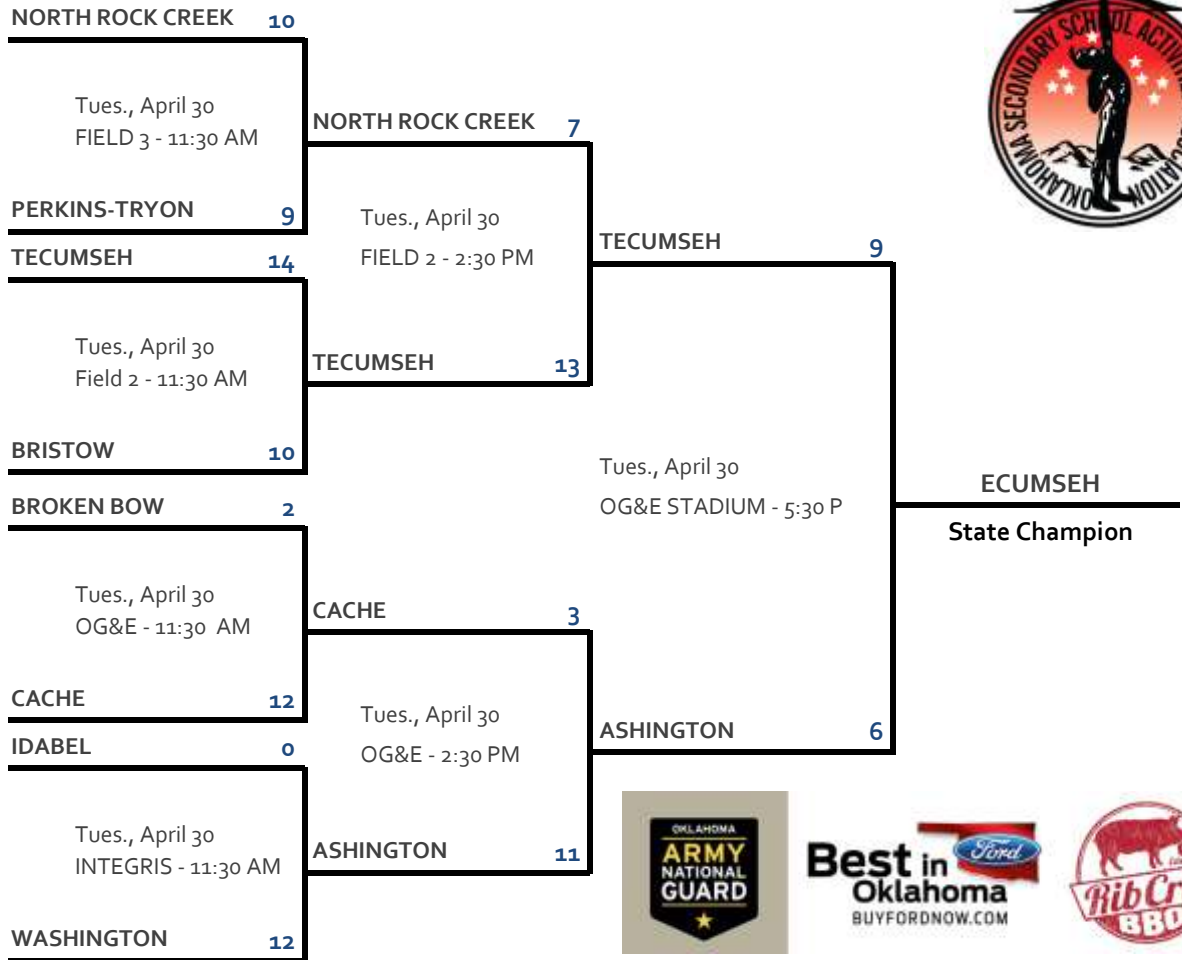 NORTH ROCK CREEK 10
Tues., April 30
FIELD 3 - 11:30 AM
PERKINS-TRYON 9
TECUMSEH 14
Tues., April 30
Field 2 - 11:30 AM
BRISTOW 10
BROKEN BOW 2
Tues., April 30
OG&E - 11:30 AM
CACHE 12
IDABEL 0
Tues., April 30
INTEGRIS - 11:30 AM
WASHINGTON 12
NORTH ROCK CREEK 7
Tues., April 30
FIELD 2 - 2:30 PM
TECUMSEH 13
CACHE 3
Tues., April 30
OG&E - 2:30 PM
ASHINGTON 11
TECUMSEH 9
Tues., April 30
OG&E STADIUM - 5:30 P
ASHINGTON 6
ECUMSEH
State Champion
OKLAHOMA SECONDARY SCHOOL
OKLAHOMA
ARMY
NATIONAL
GUARD
Best in
Oklahoma
Ford
BUYFORDNOW.COM